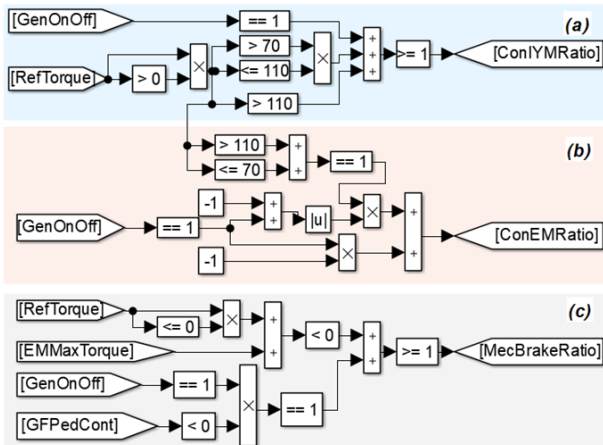 (a)
[GenOnOff]
== 1
[RefTorque]
> 0
×
> 70
<= 110
> 110
×
+
+
+
>= 1
[ConIYMRatio]
(b)
> 110
<= 70
+
+
== 1
[GenOnOff]
== 1
-1
+
+
|u|
×
-1
×
+
+
[ConEMRatio]
(c)
[RefTorque]
<= 0
×
[EMMaxTorque]
+
+
< 0
[GenOnOff]
== 1
[GFPedCont]
< 0
×
== 1
+
+
>= 1
[MecBrakeRatio]